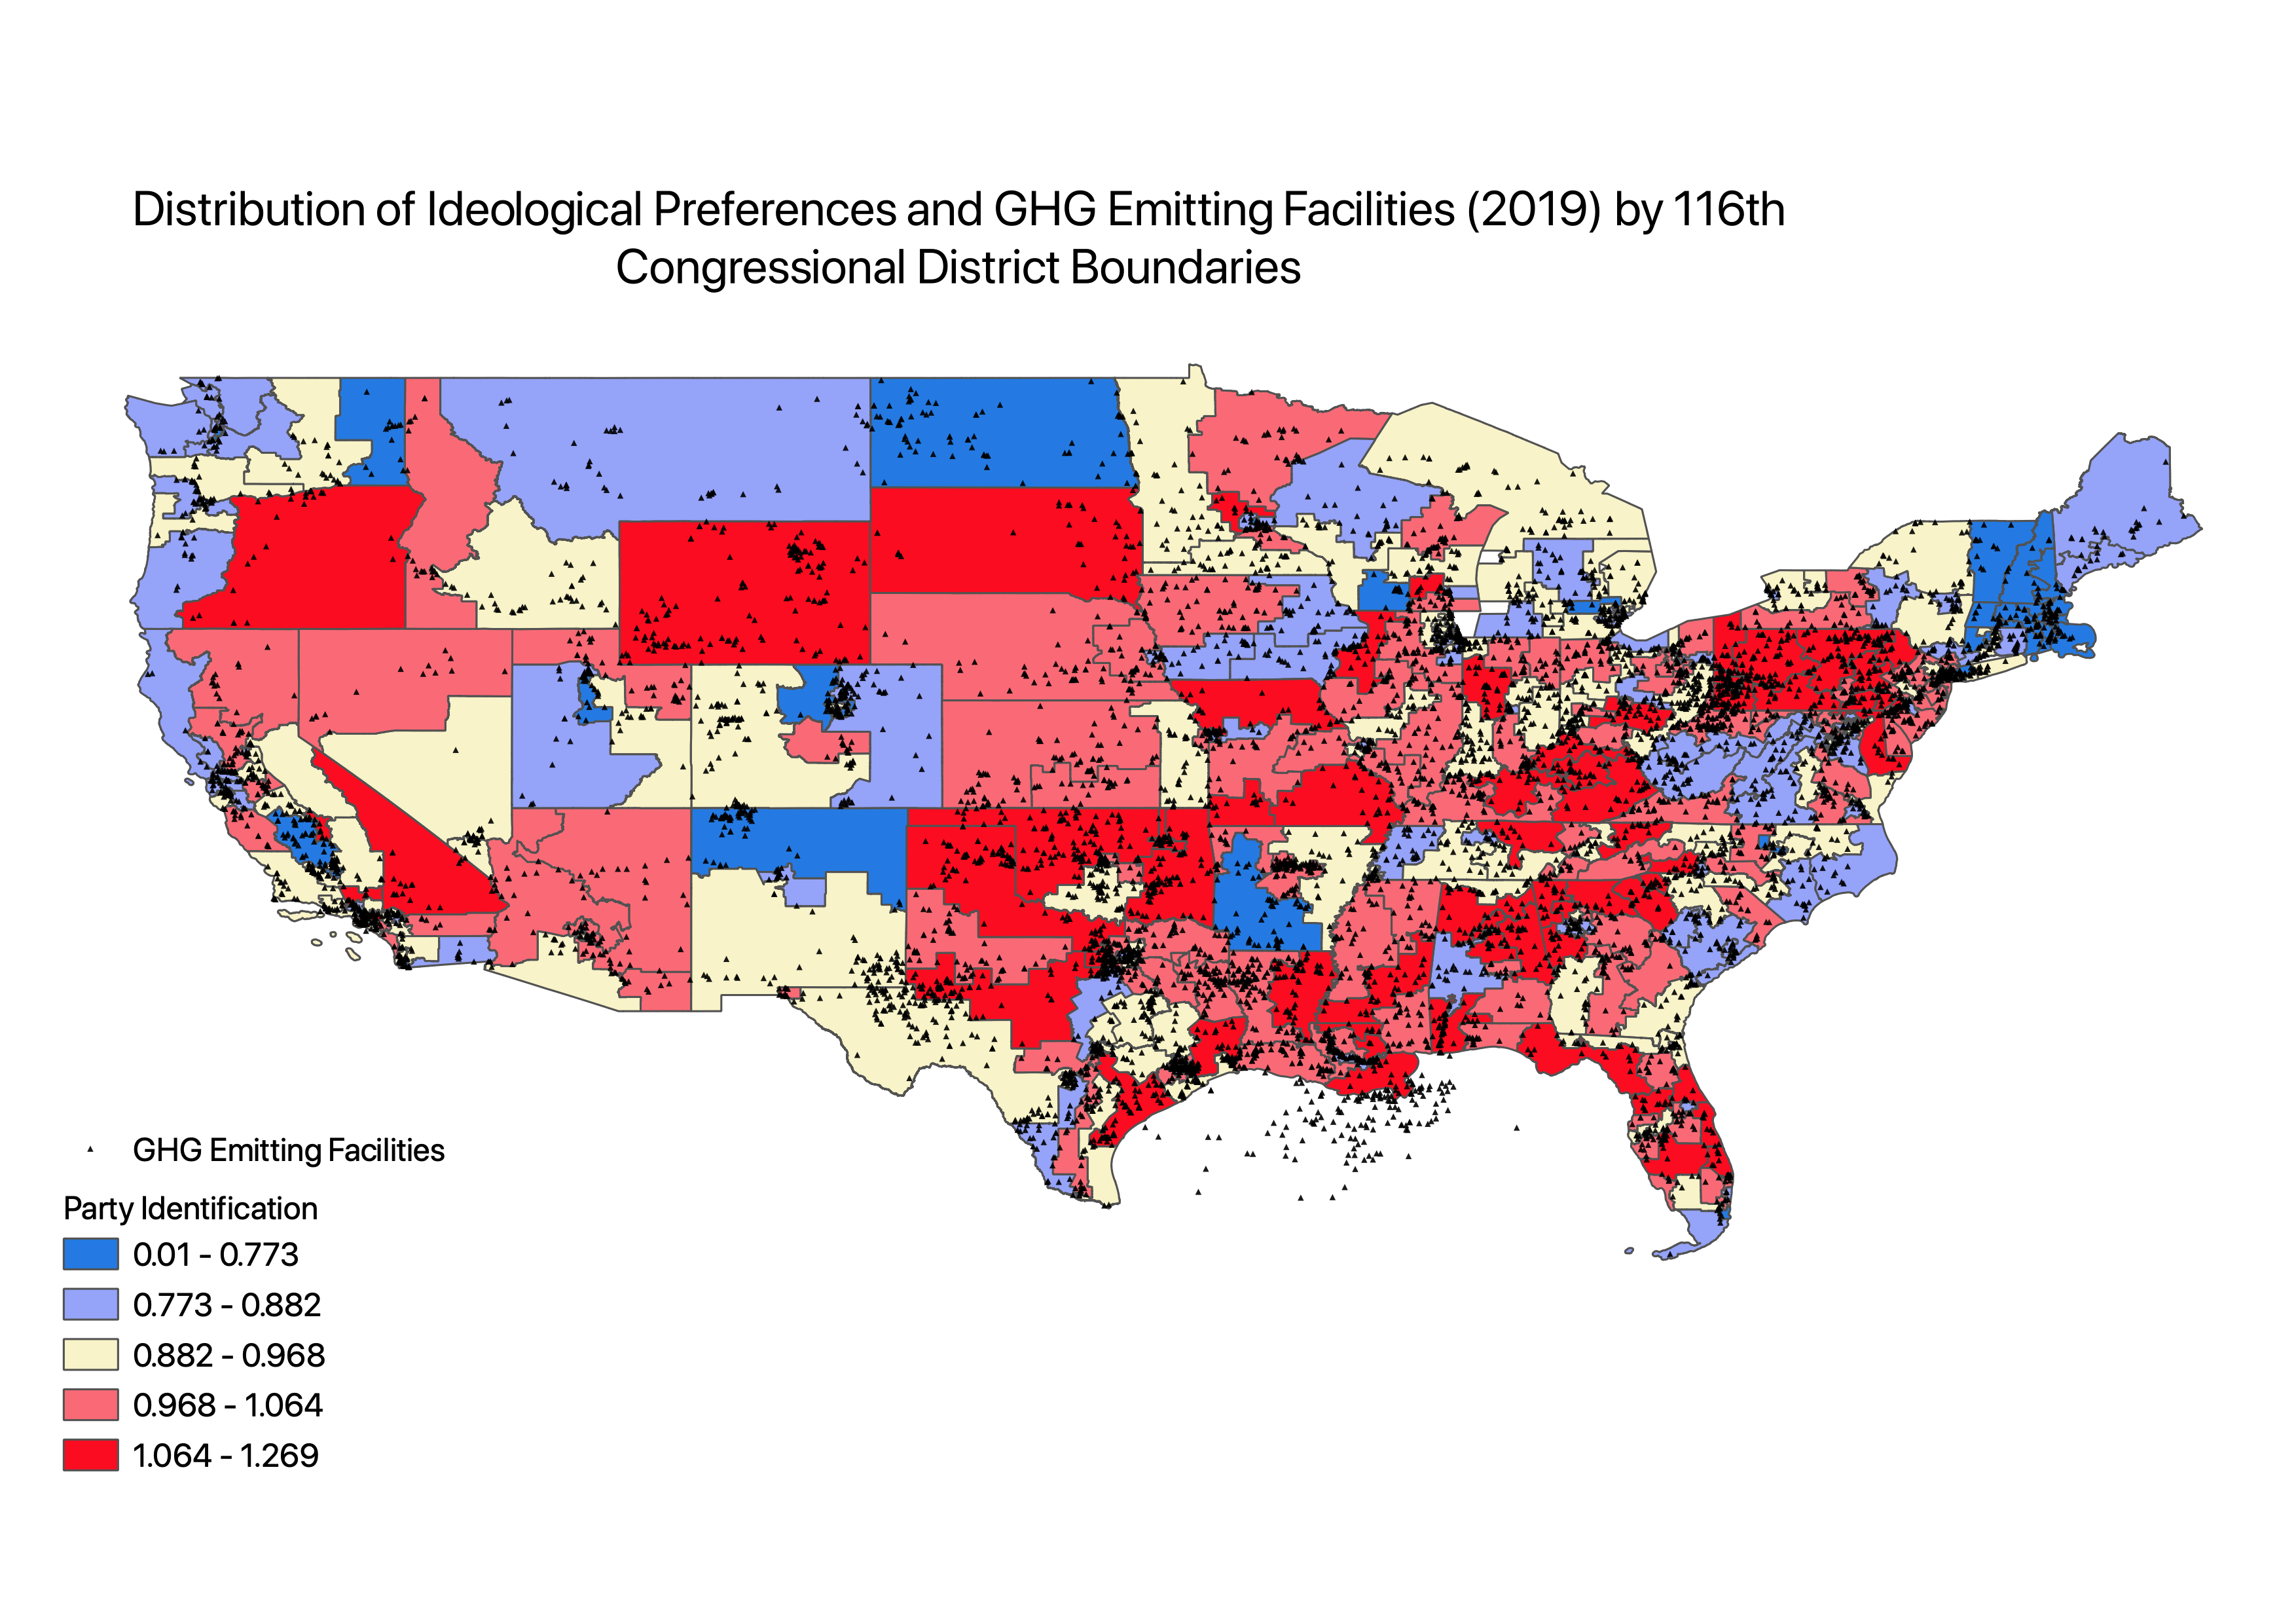 Distribution of Ideological Preferences and GHG Emitting Facilities (2019) by 116th
Congressional District Boundaries
GHG Emitting Facilities
Party Identification
0.01 - 0.773
0.773 - 0.882
0.882 - 0.968
0.968 - 1.064
1.064 - 1.269